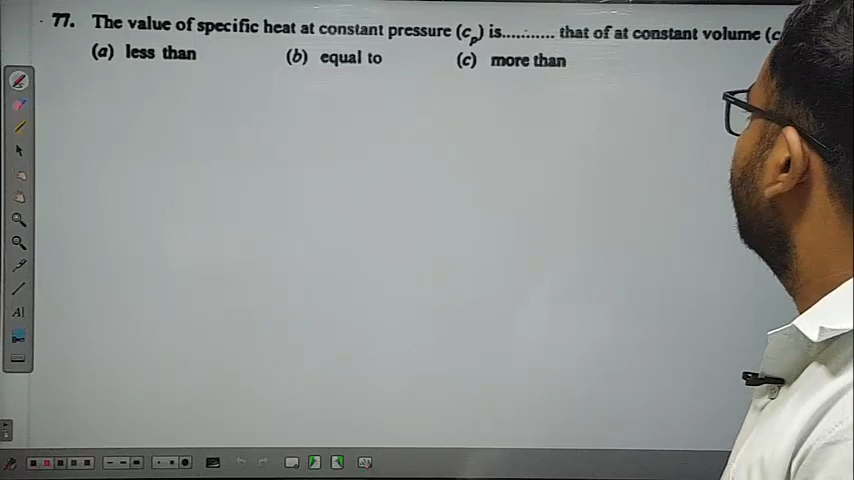 77. The value of specific heat at constant pressure (cp) is........... that of at constant volume (c
(a) less than (b) equal to (c) more than
A